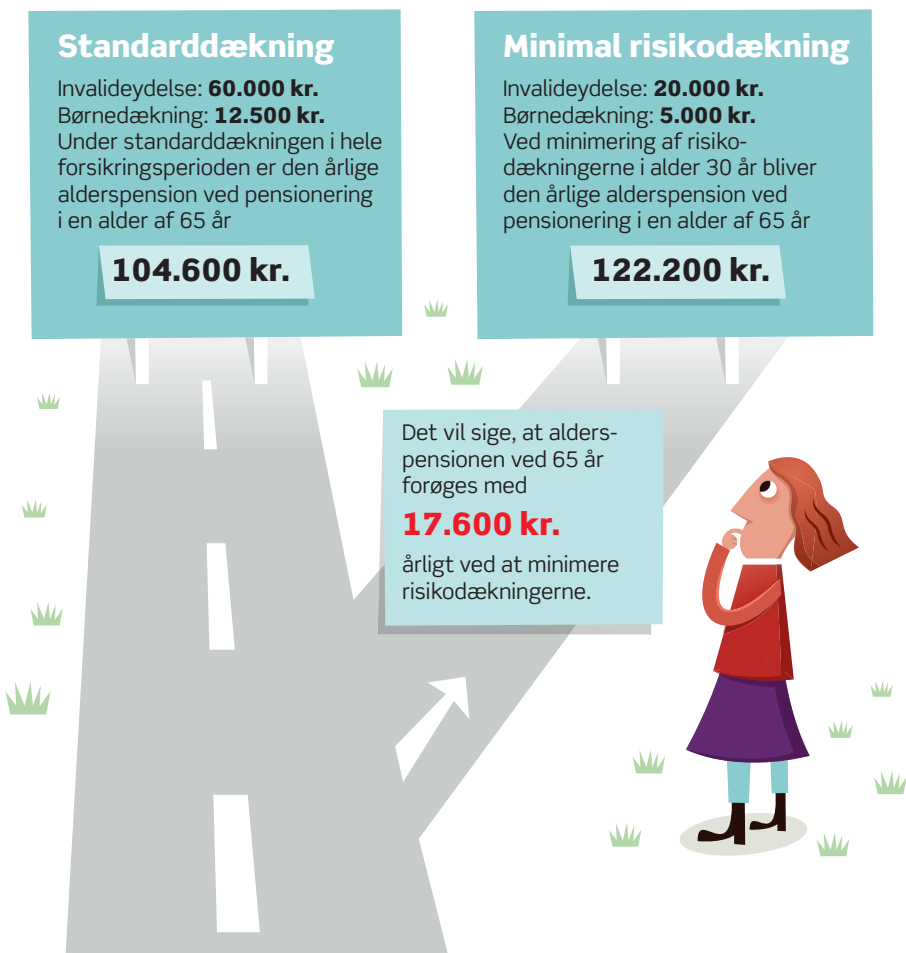 Standarddækning
Invalideydelse: 60.000 kr.
Børnedækning: 12.500 kr.
Under standarddækningen i hele
forsikringsperioden er den årlige
alderspension ved pensionering
i en alder af 65 år
104.600 kr.
Minimal risikodækning
Invalideydelse: 20.000 kr.
Børnedækning: 5.000 kr.
Ved minimering af risiko-
dækningerne i alder 30 år bliver
den årlige alderspension ved
pensionering i en alder af 65 år
122.200 kr.
Det vil sige, at alders-
pensionen ved 65 år
forøges med
17.600 kr.
årligt ved at minimere
risikodækningerne.